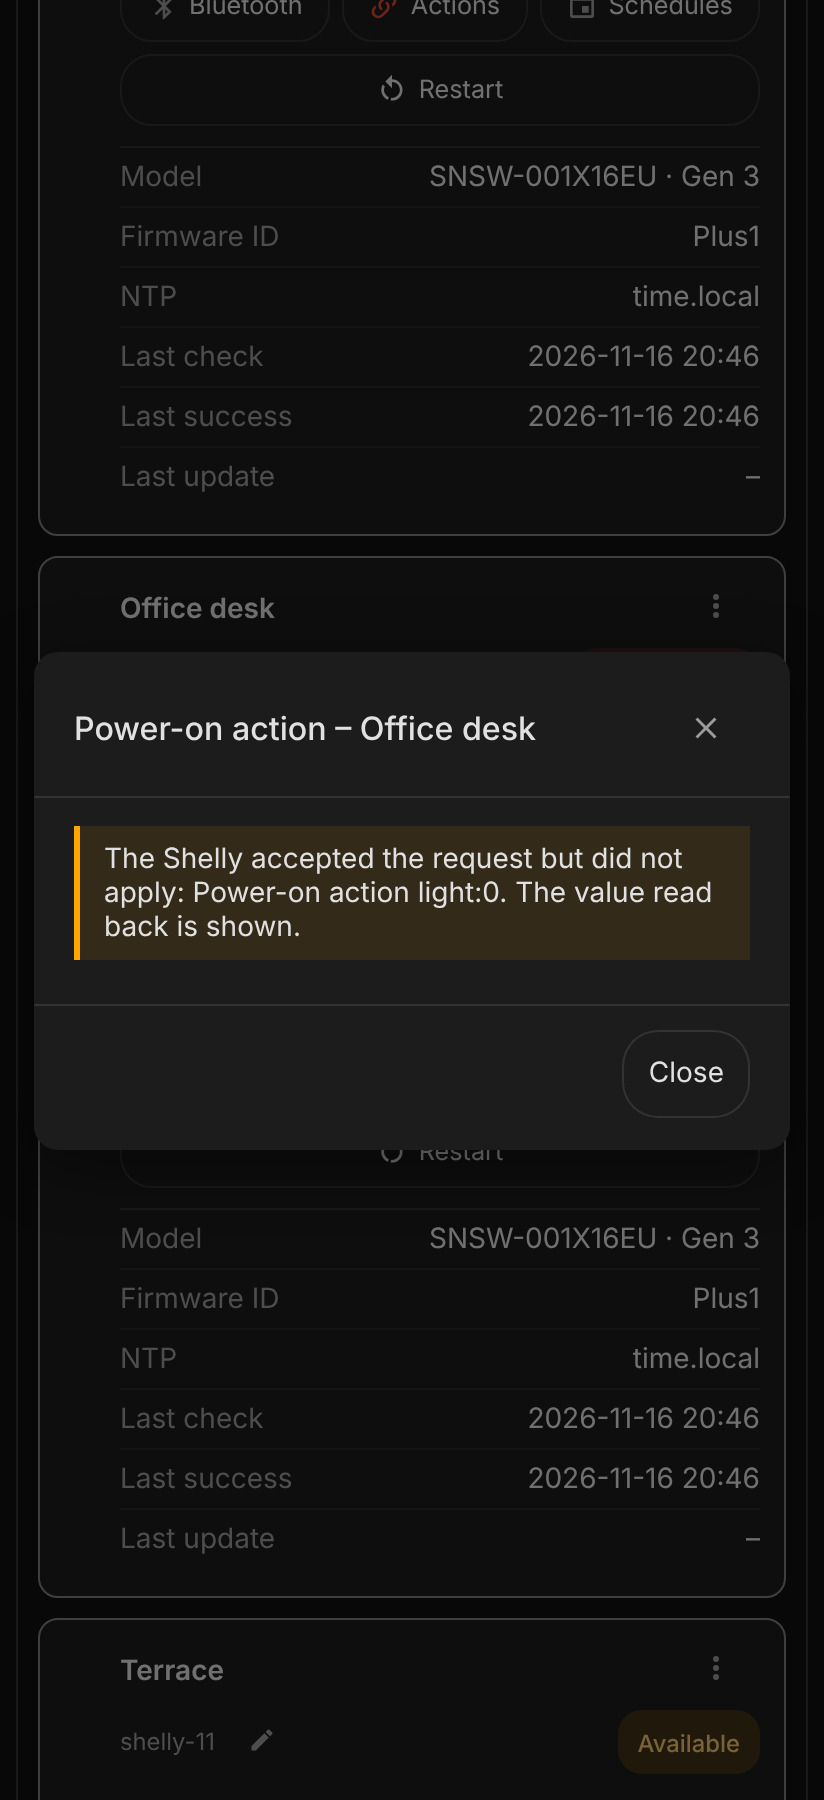 Bluetooth Actions Schedules
Restart
Model SNSW-001X16EU · Gen 3
Firmware ID Plus1
NTP time.local
Last check 2026-11-16 20:46
Last success 2026-11-16 20:46
Last update –
Office desk
Power-on action – Office desk
The Shelly accepted the request but did not
apply: Power-on action light:0. The value read
back is shown.
Close
Restart
Model SNSW-001X16EU · Gen 3
Firmware ID Plus1
NTP time.local
Last check 2026-11-16 20:46
Last success 2026-11-16 20:46
Last update –
Terrace
shelly-11 Available